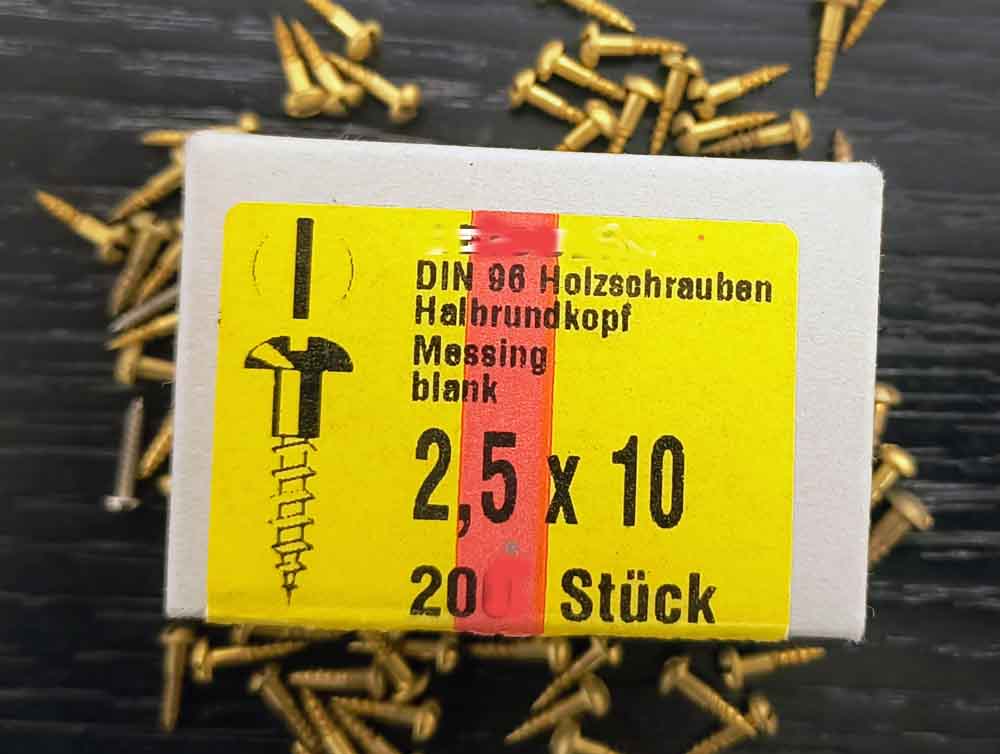 DIN 96 Holzschrauben
Halbrundkopf
Messing
blank
2,5 x 10
200 Stück